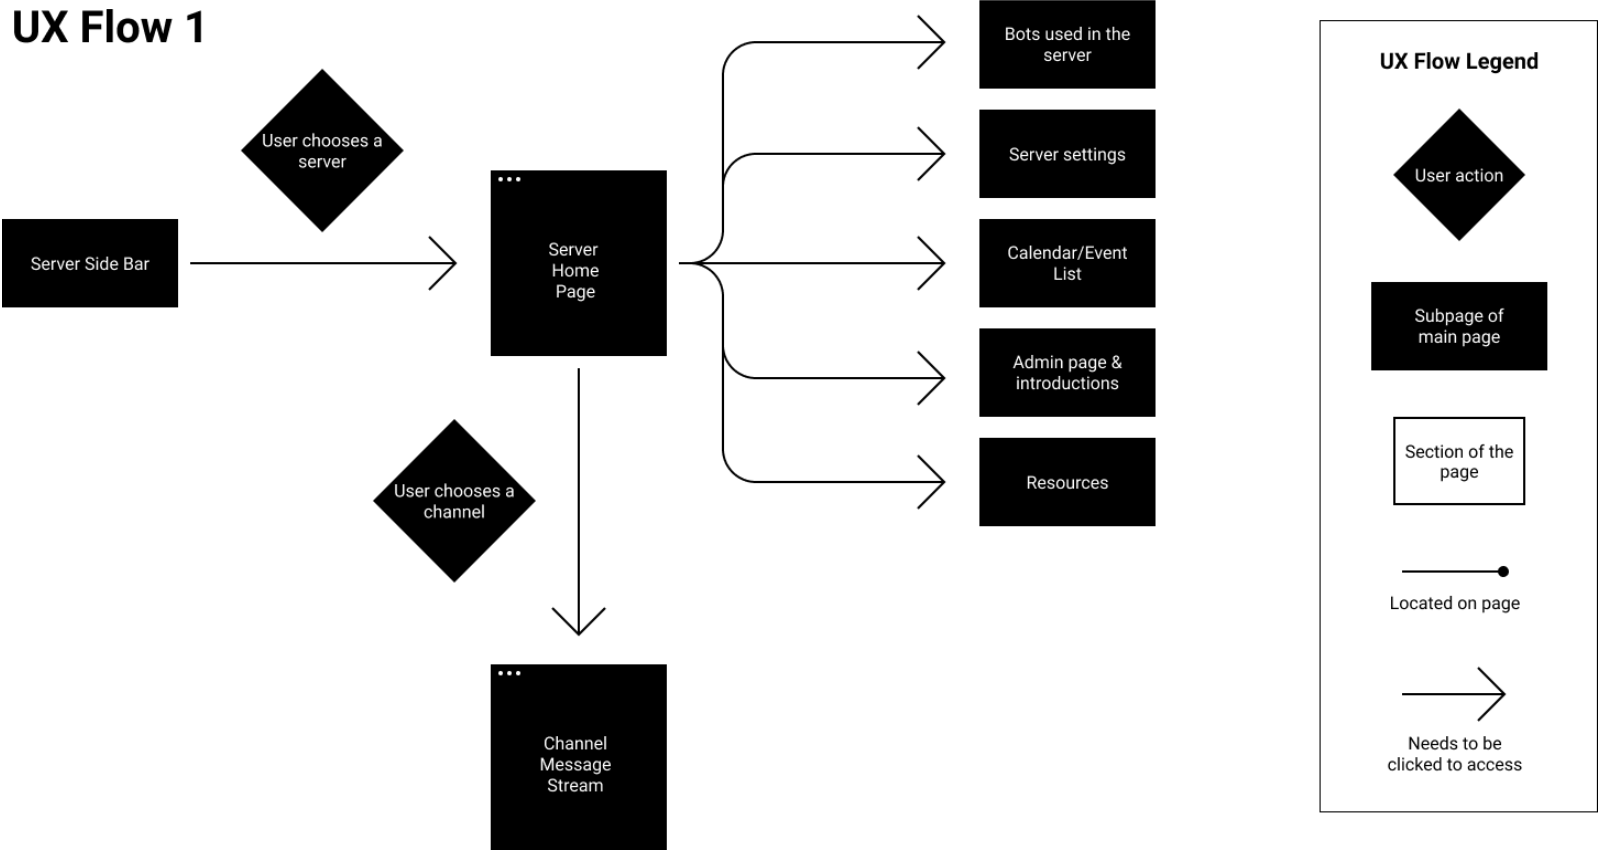 UX Flow 1
User chooses a
server
Server Side Bar
Server
Home
Page
Bots used in the
server
Server settings
Calendar/Event
List
Admin page &
introductions
Resources
User chooses a
channel
Channel
Message
Stream
UX Flow Legend
User action
Subpage of
main page
Section of the
page
Located on page
Needs to be
clicked to access